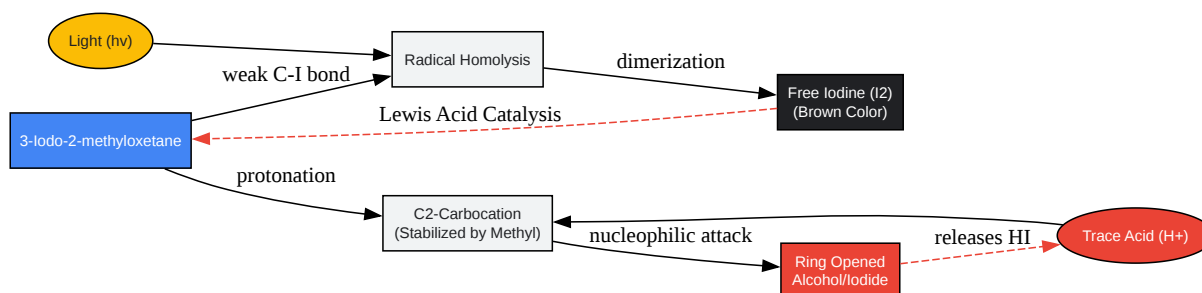 Light (hv)
Radical Homolysis
weak C-I bond
dimerization
Free Iodine (I2)
(Brown Color)
Lewis Acid Catalysis
3-Iodo-2-methyloxetane
protonation
C2-Carbocation
(Stabilized by Methyl)
nucleophilic attack
Ring Opened
Alcohol/Iodide
releases HI
Trace Acid (H+)